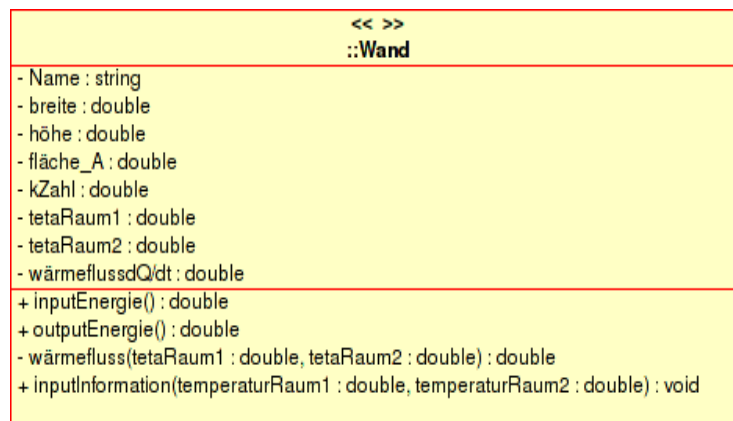 << >>
::Wand
- Name : string
- breite : double
- höhe : double
- fläche_A : double
- kZahl : double
- tetaRaum1 : double
- tetaRaum2 : double
- wärmeflussdQ/dt : double
+ inputEnergie() : double
+ outputEnergie() : double
- wärmefluss(tetaRaum1 : double, tetaRaum2 : double) : double
+ inputInformation(temperaturRaum1 : double, temperaturRaum2 : double) : void